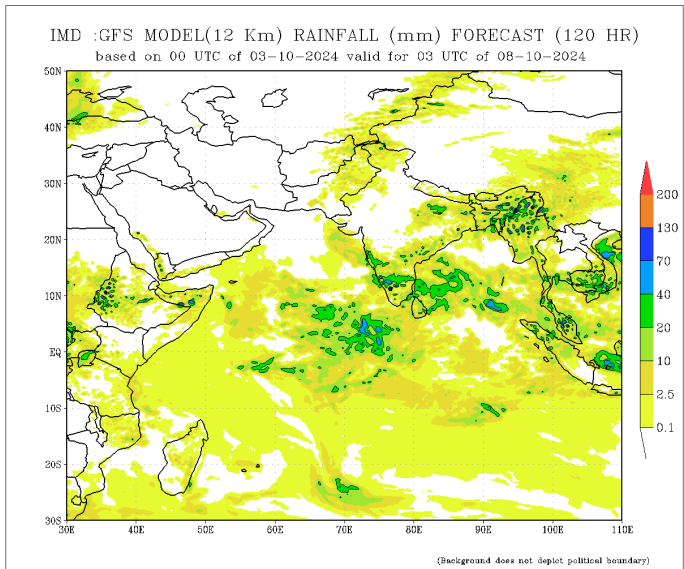 IMD :GFS MODEL(12 Km) RAINFALL (mm) FORECAST (120 HR)
based on 00 UTC of 03-10-2024 valid for 03 UTC of 08-10-2024
50N
40N
30N
20N
10N
EQ
10S
20S
30S
30E 40E 50E 60E 70E 80E 90E 100E 110E
200
130
70
40
20
10
2.5
0.1
(Background does not depict political boundary)